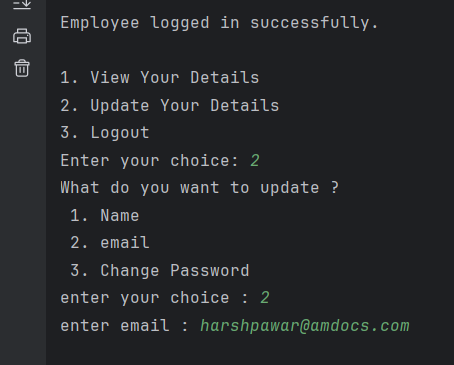 Employee logged in successfully.
1. View Your Details
2. Update Your Details
3. Logout
Enter your choice: 2
What do you want to update ?
1. Name
2. email
3. Change Password
enter your choice : 2
enter email : harshpawar@amdocs.com